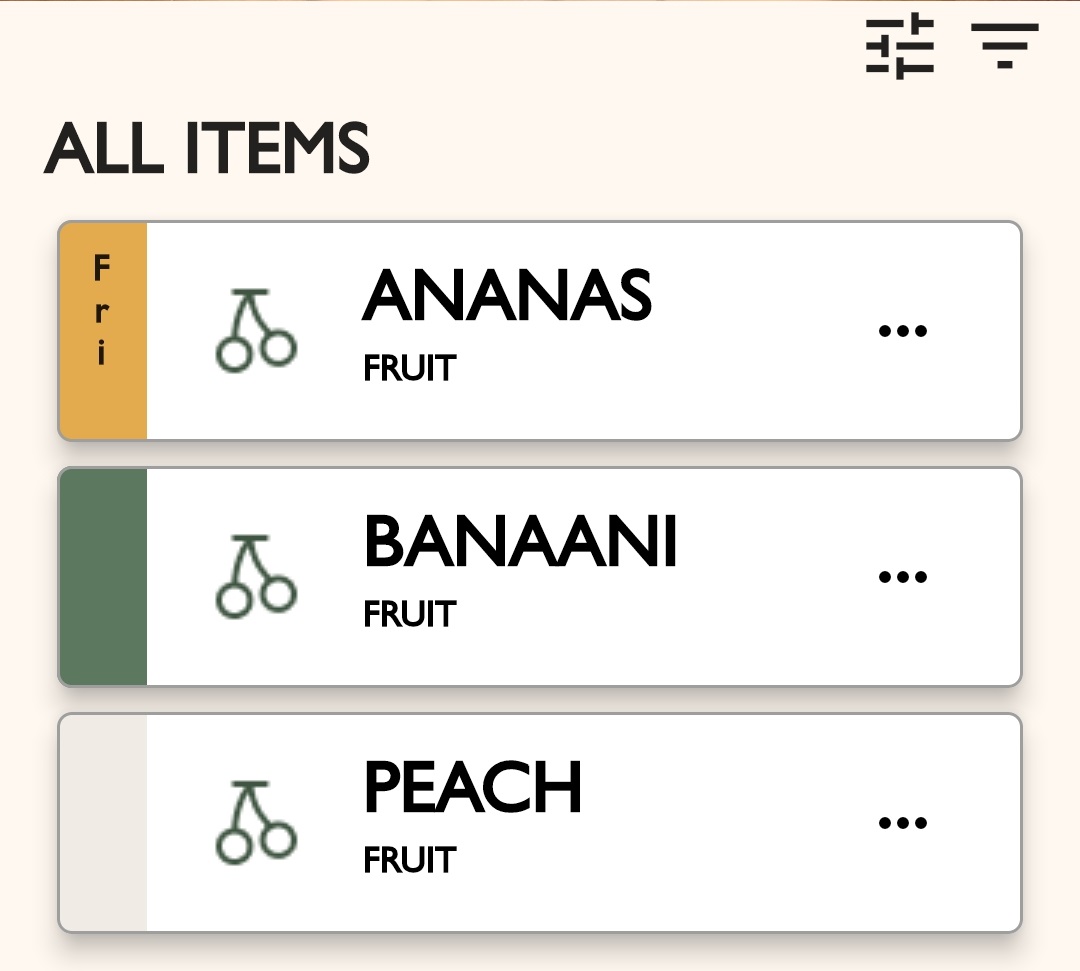 ALL ITEMS
F
r
i
ANANAS
FRUIT
BANAANI
FRUIT
PEACH
FRUIT